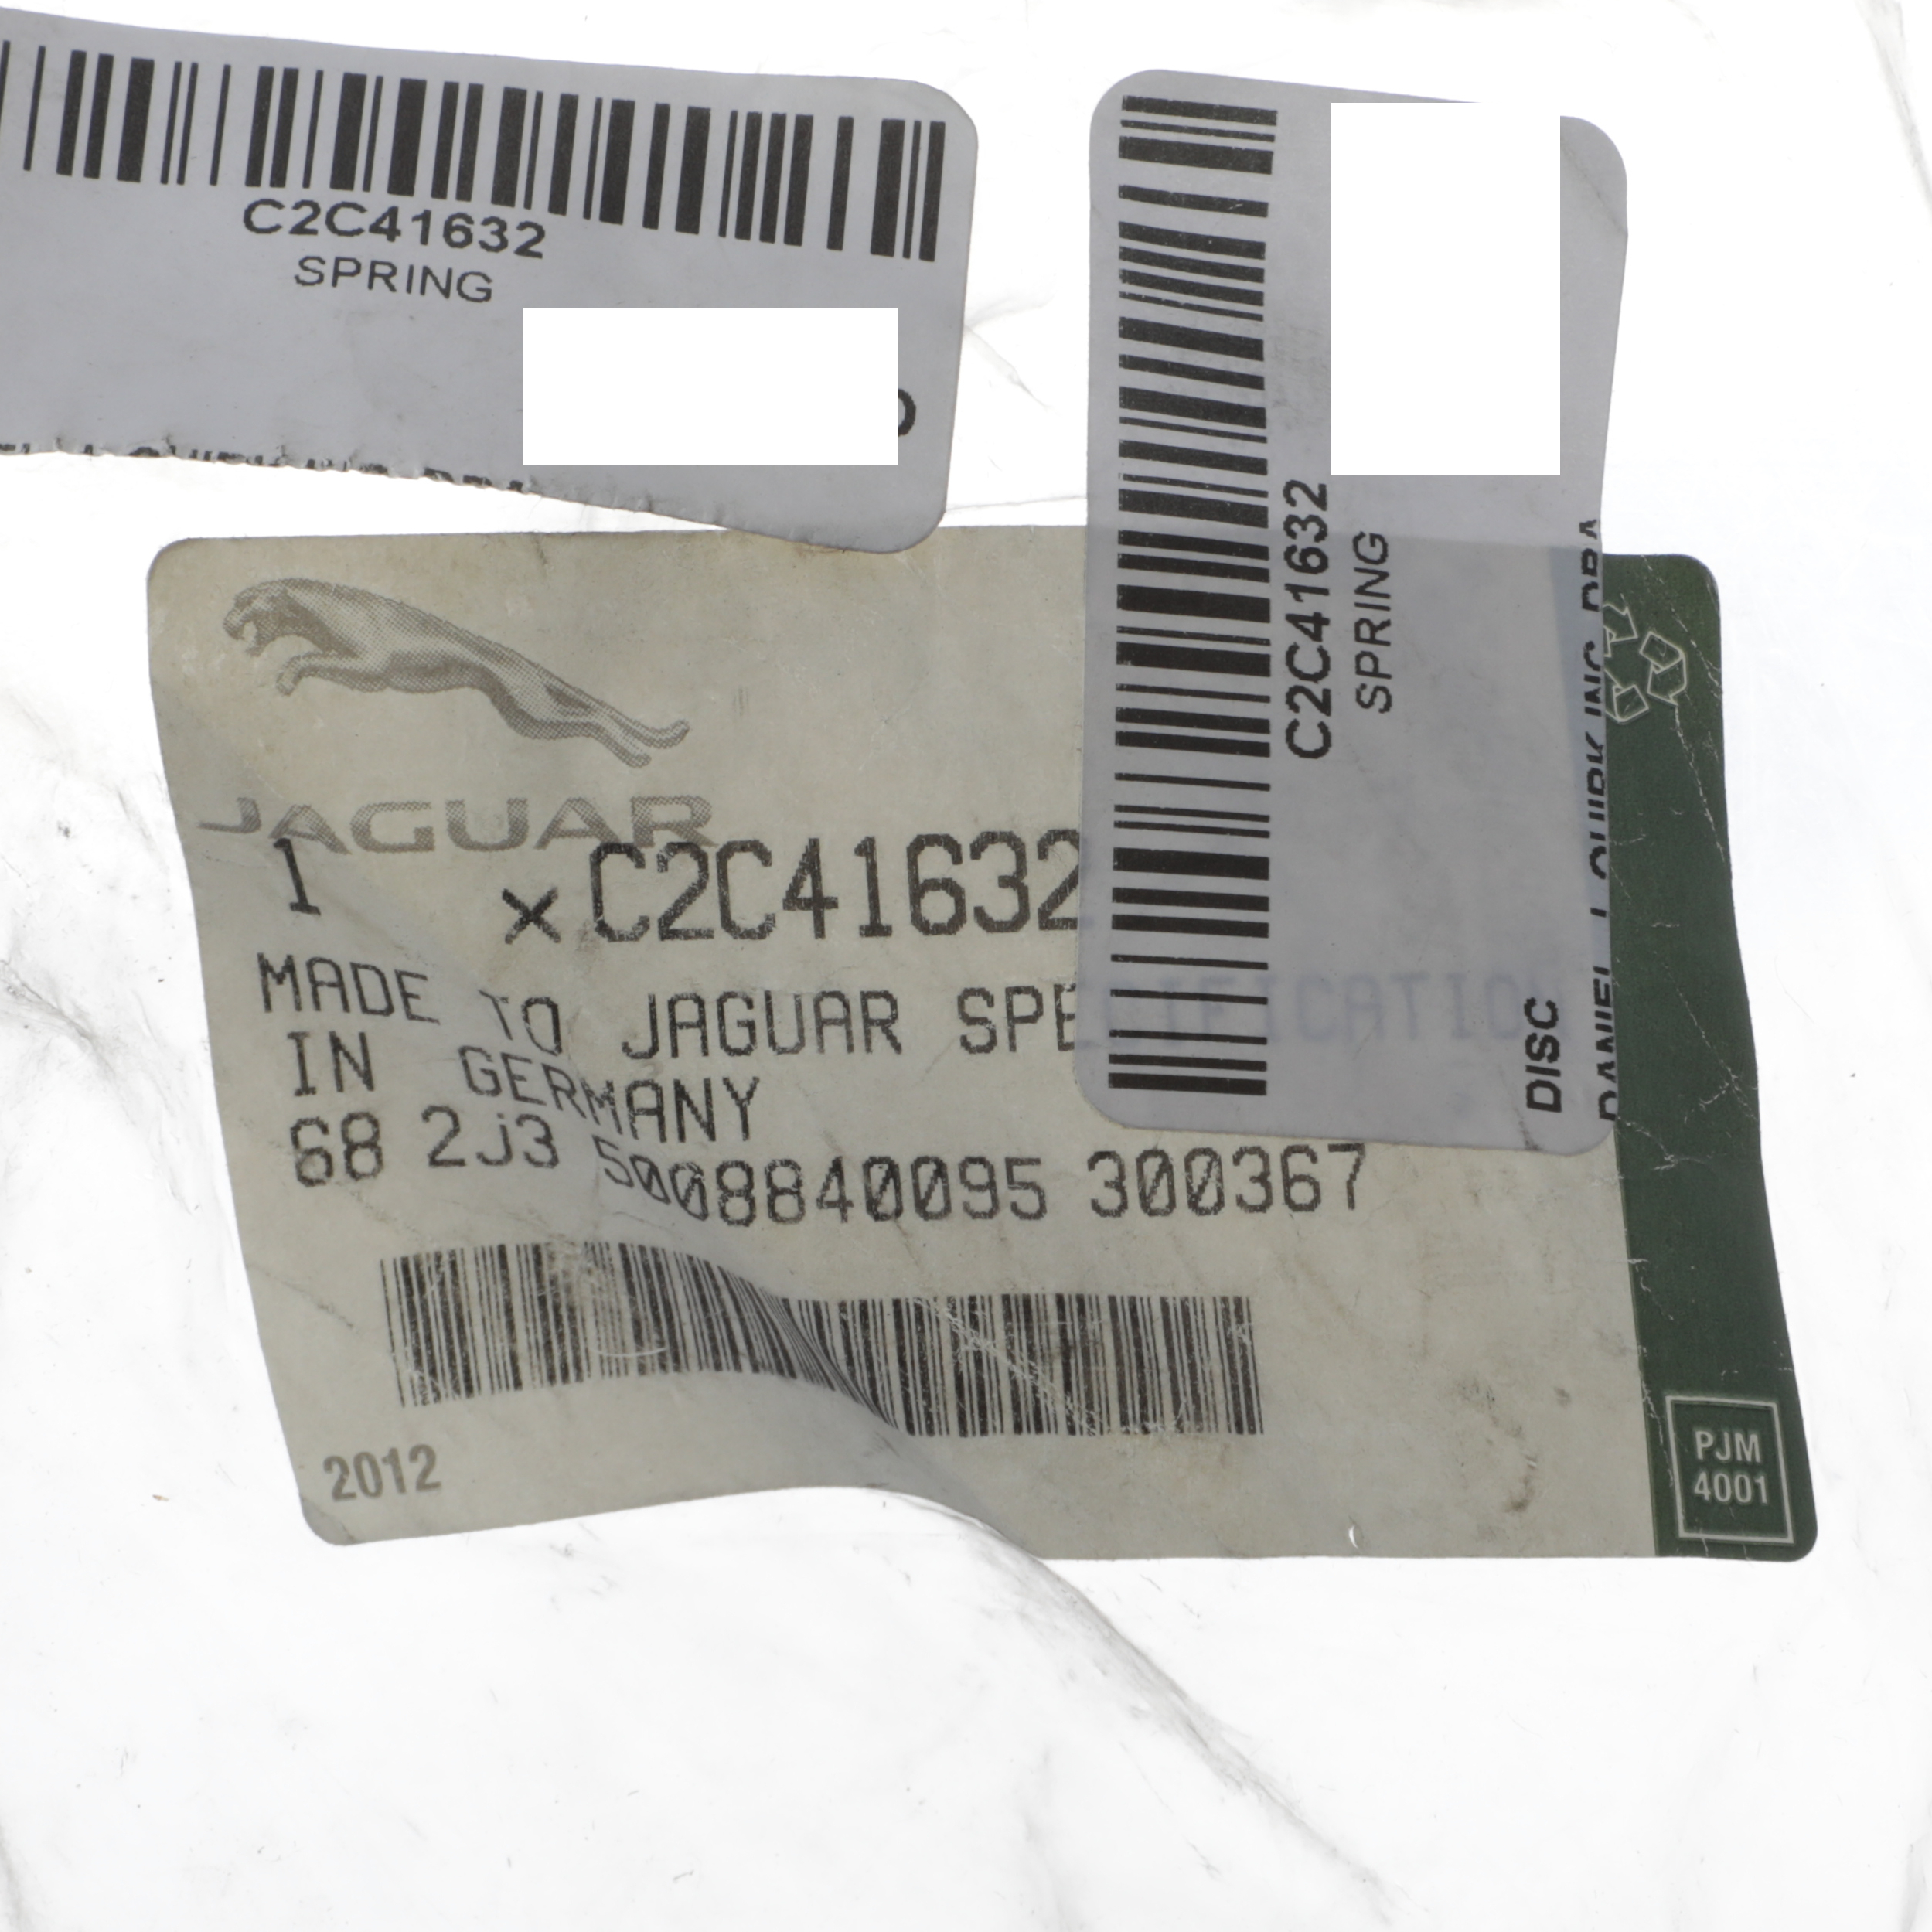 C2C41632
SPRING
C2C41632
SPRING
DISC
JAGUAR
1 x C2C41632
MADE TO JAGUAR SPECIFICATION
IN GERMANY
68 2J3 5008840095 300367
2012
PJM
4001